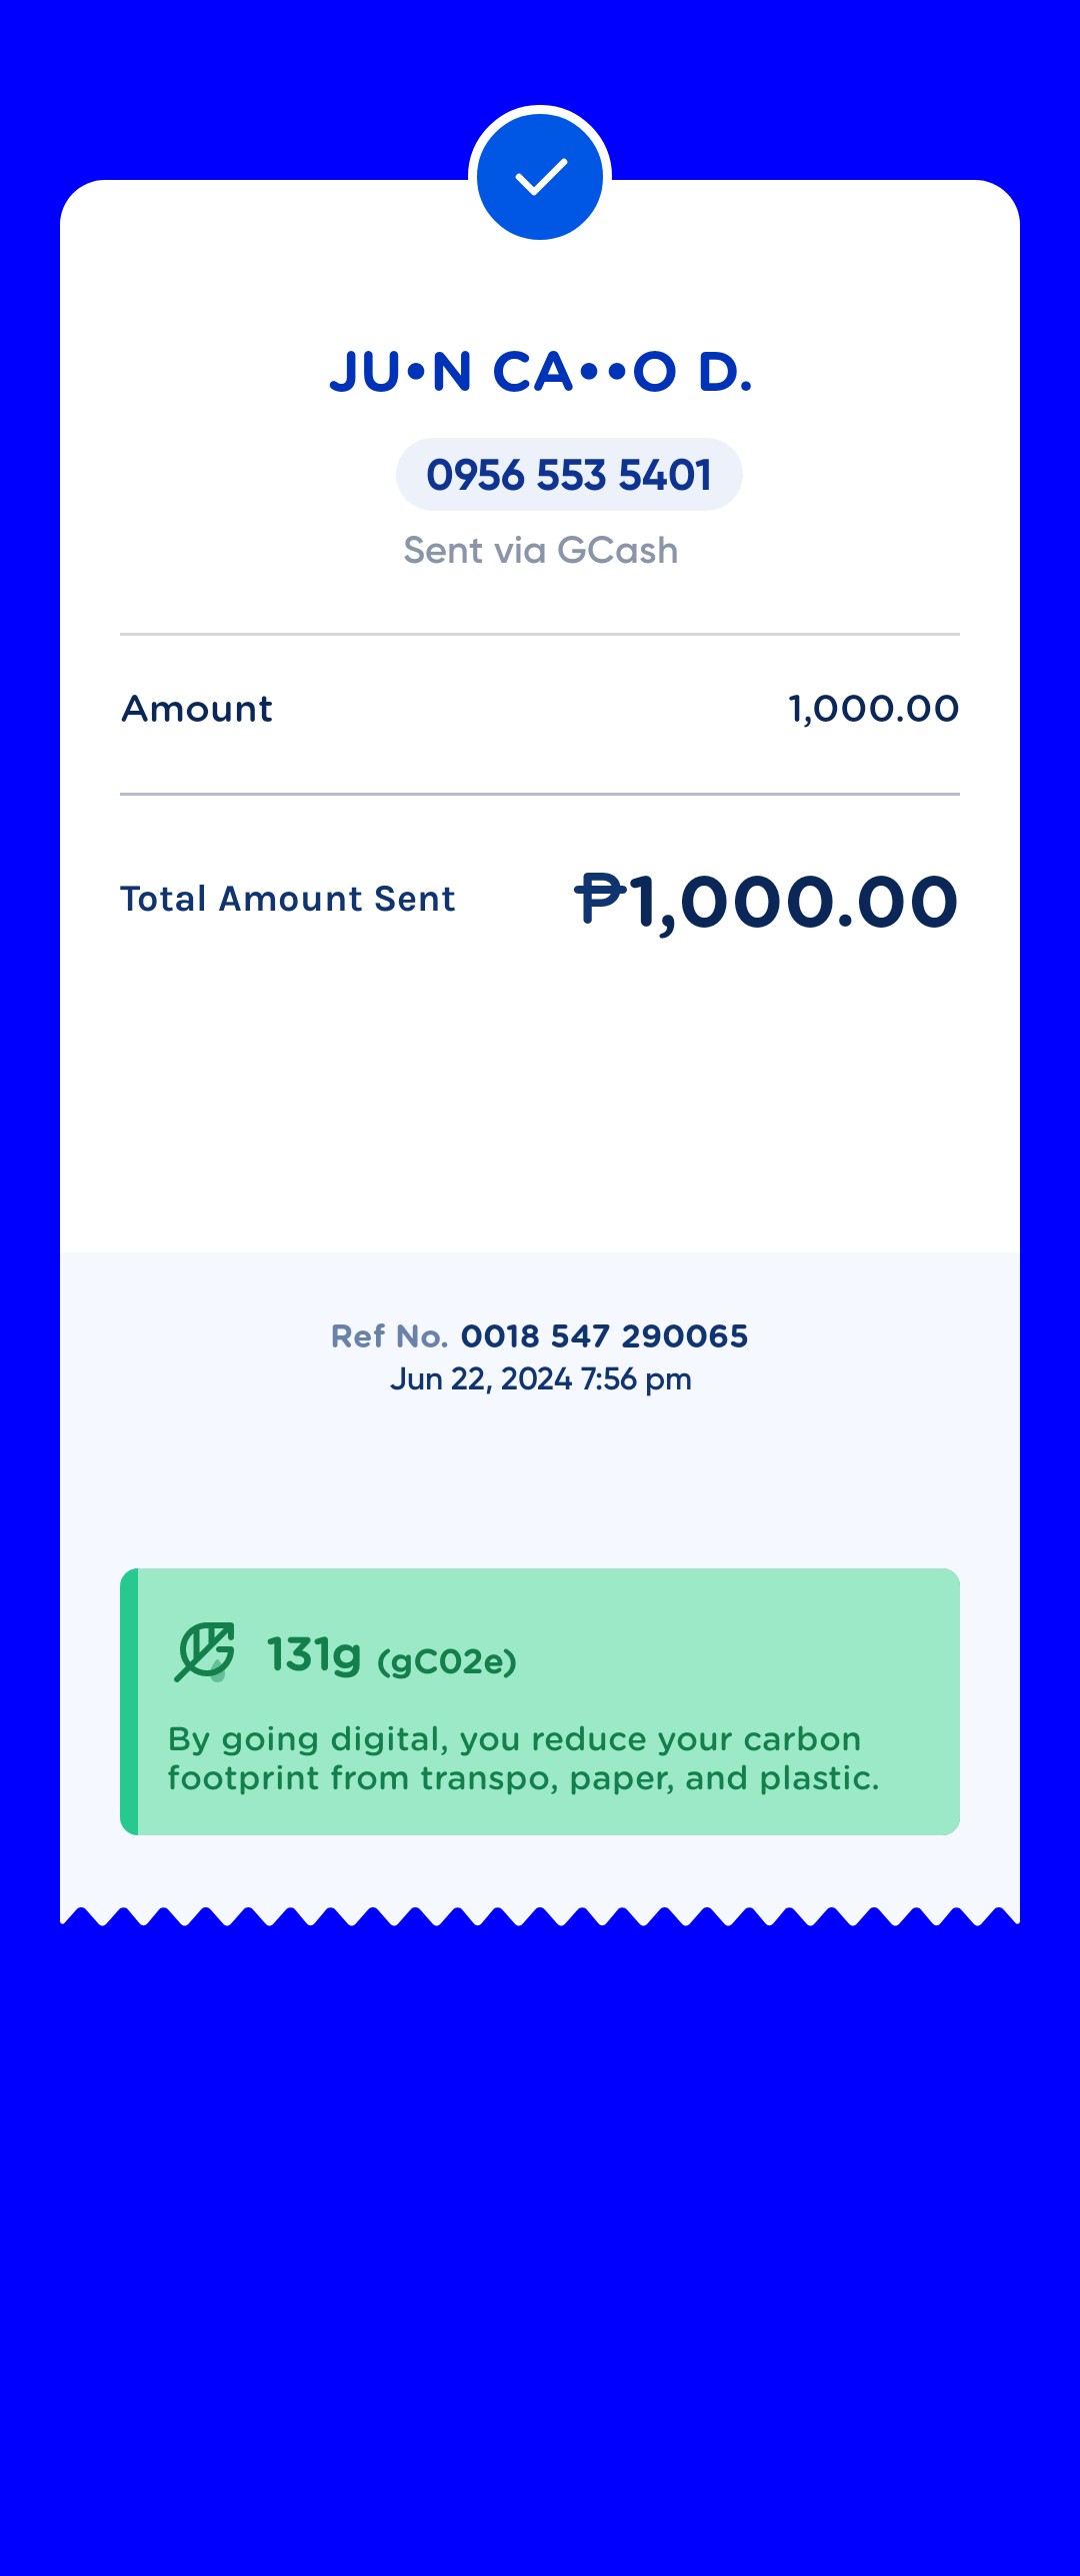 JU•N CA••O D.
0956 553 5401
Sent via GCash
Amount 1,000.00
Total Amount Sent ₱1,000.00
Ref No. 0018 547 290065
Jun 22, 2024 7:56 pm
131g (gC02e)
By going digital, you reduce your carbon
footprint from transpo, paper, and plastic.